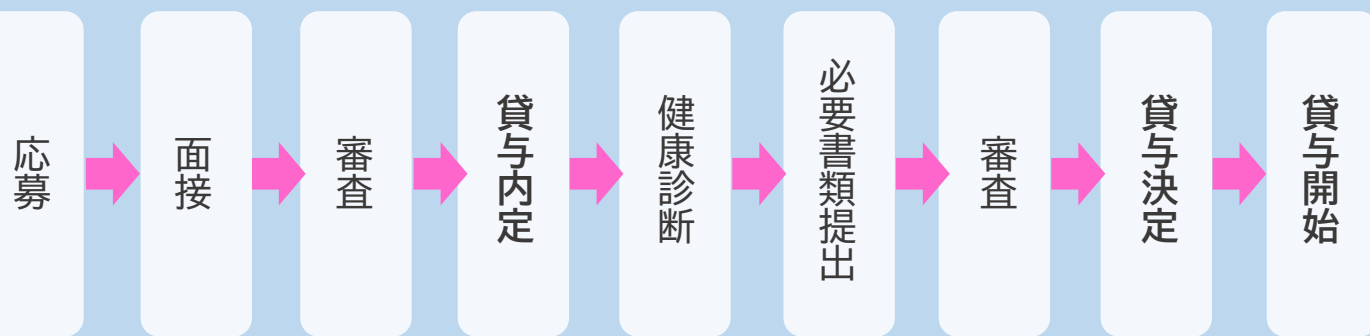 応募
面接
審査
貸与内定
健康診断
必要書類提出
審査
貸与決定
貸与開始